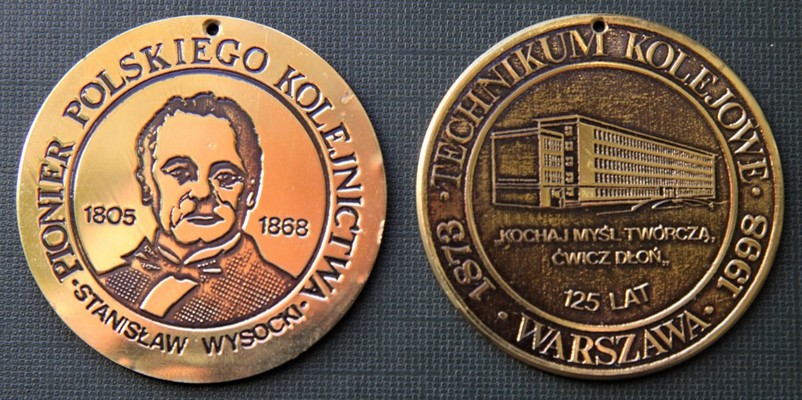 PIONIER POLSKIEGO KOLEJNICTWA
1805
1868
· STANISŁAW WYSOCKI ·
· TECHNIKUM KOLEJOWE ·
„KOCHAJ MYŚL TWÓRCZĄ,
ĆWICZ DŁOŃ„
125 LAT
1873 · WARSZAWA · 1998